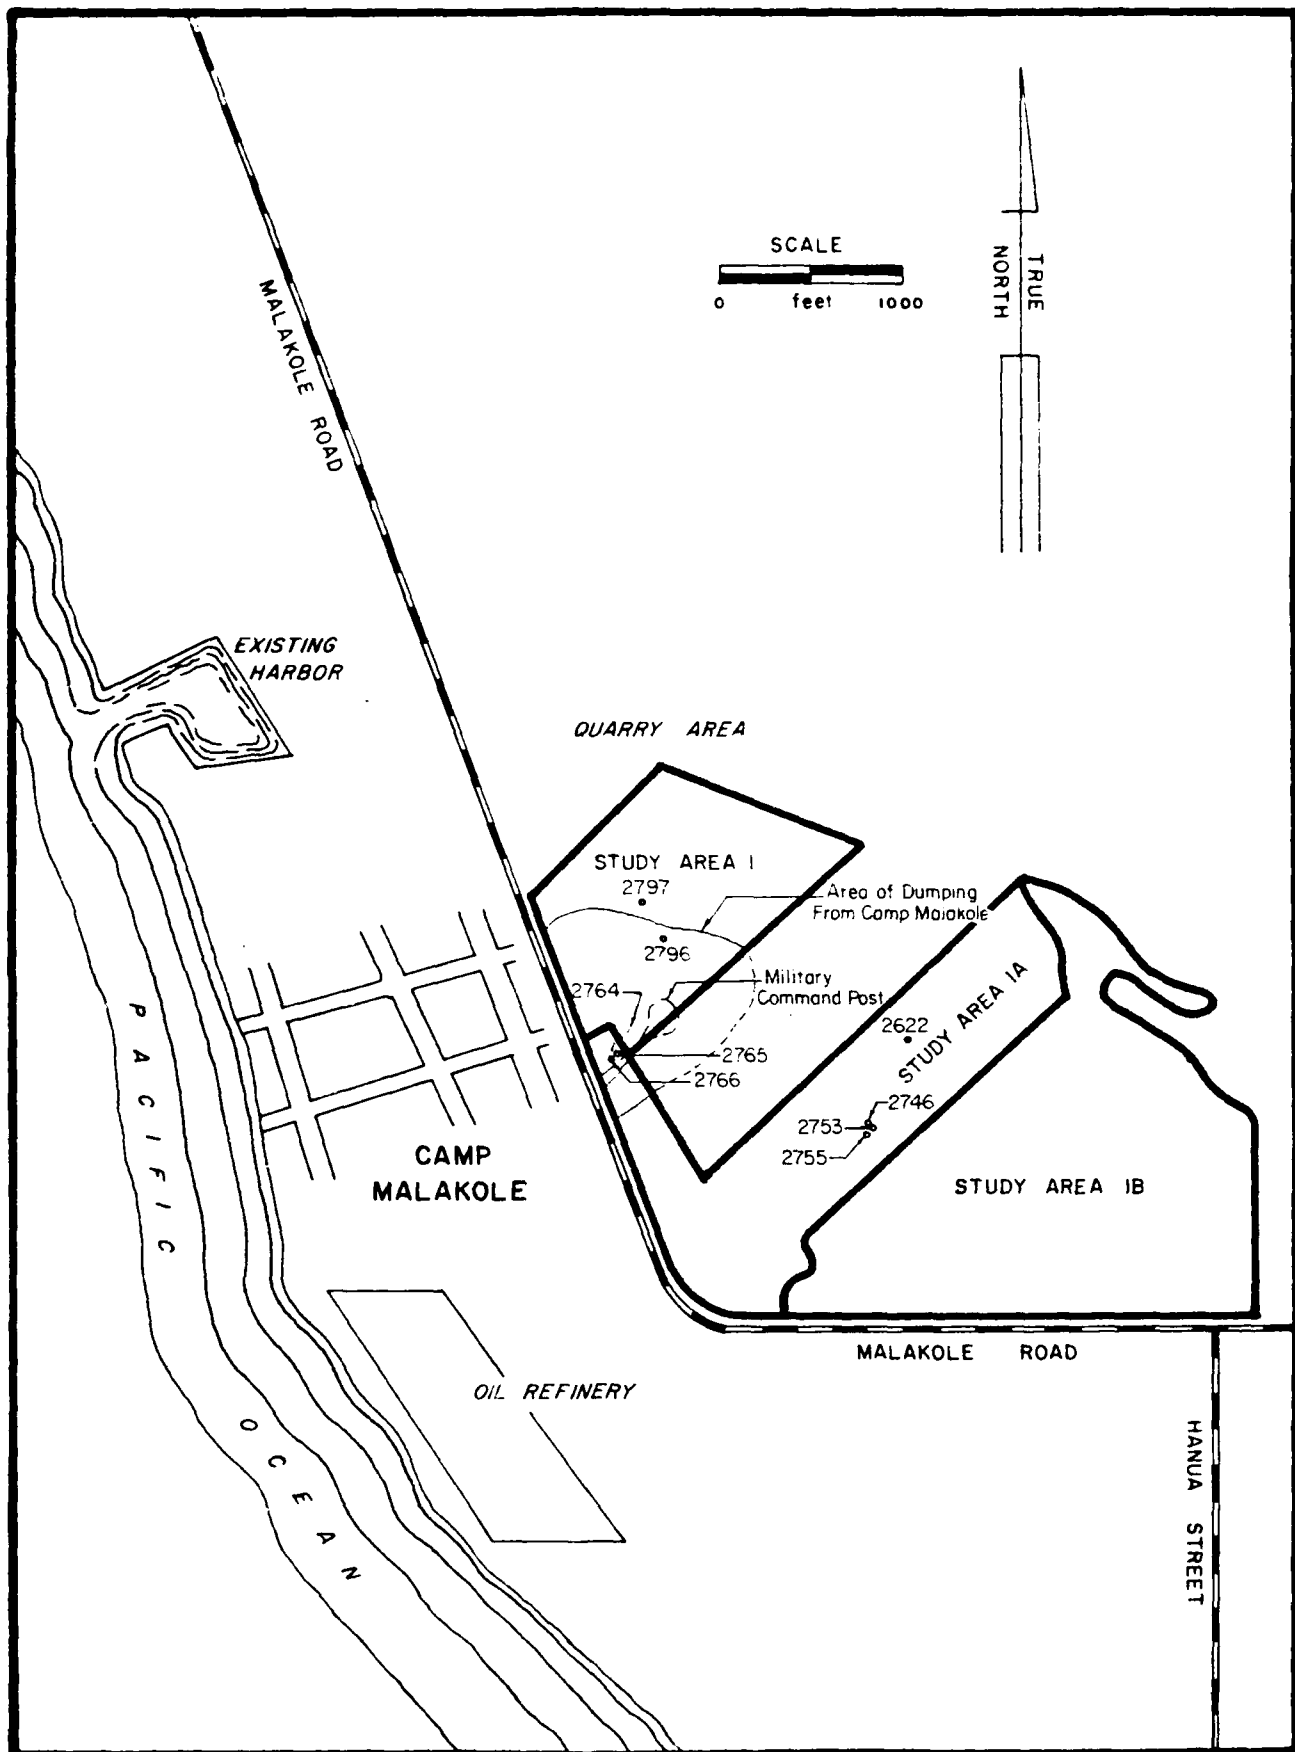 SCALE
0 feet 1000
TRUE
NORTH
MALAKOLE ROAD
EXISTING
HARBOR
QUARRY AREA
STUDY AREA I
2797
Area of Dumping
From Camp Malakole
2796
2764
Military
Command Post
2622
STUDY AREA IA
2765
2766
2746
2753
2755
PACIFIC
CAMP
MALAKOLE
STUDY AREA IB
MALAKOLE ROAD
OIL REFINERY
OCEAN
HANUA STREET